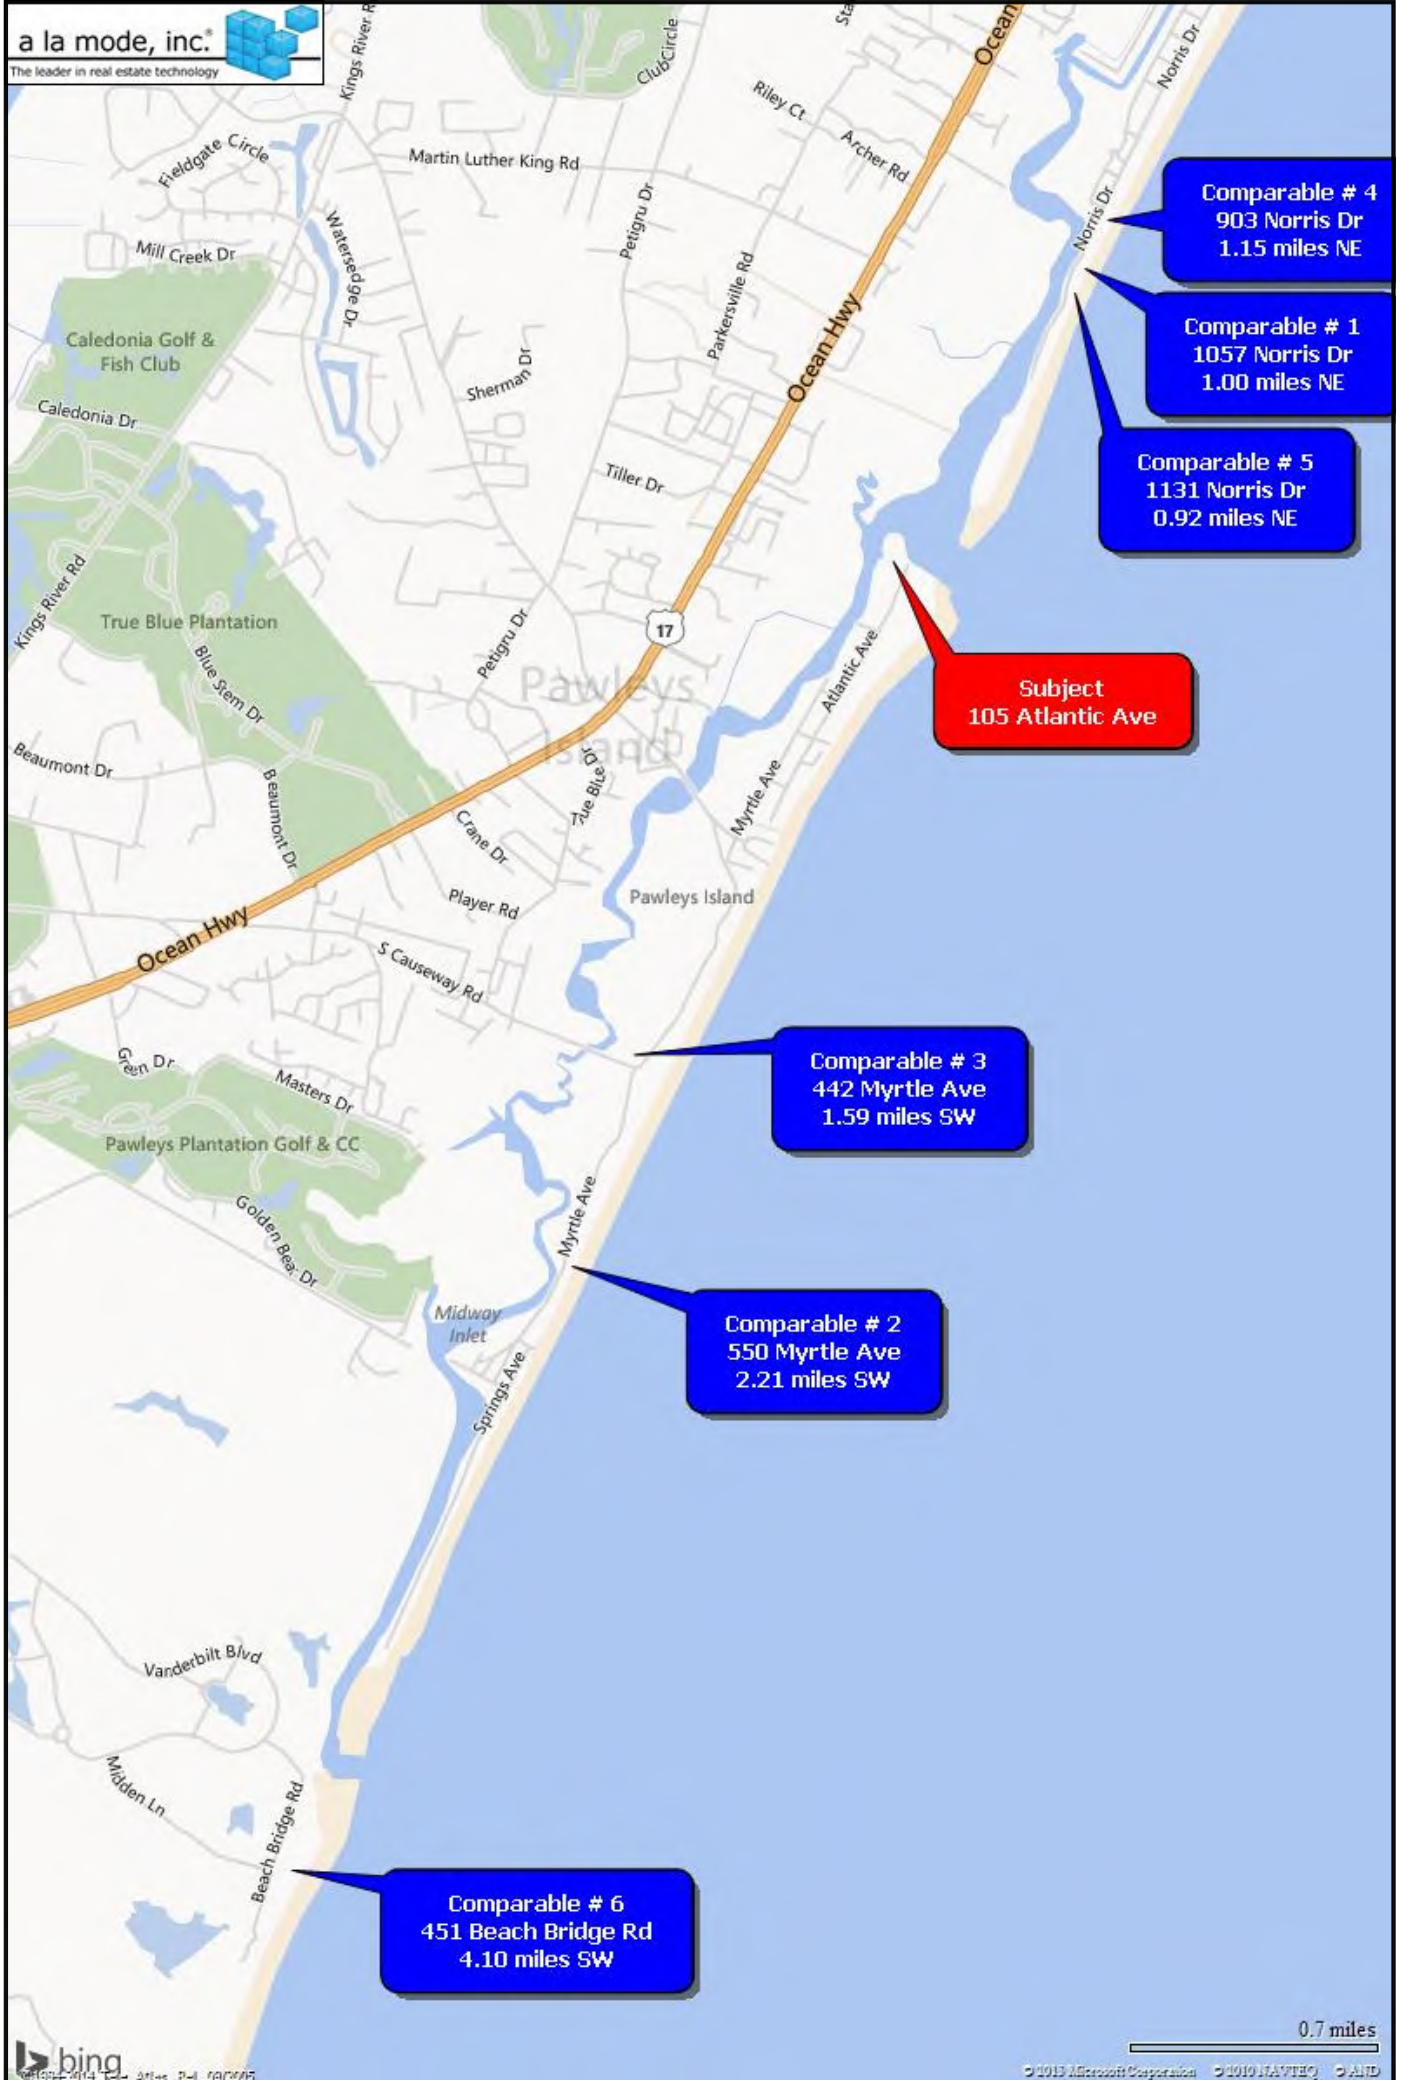 a la mode, inc.
The leader in real estate technology
Kings River R
ClubCircle
Sta
Ocean
Norris Dr
Riley Ct
Archer Rd
Fieldgate Circle
Martin Luther King Rd
Petigru Dr
Watersedge Dr
Mill Creek Dr
Norris Dr
Comparable # 4
903 Norris Dr
1.15 miles NE
Parkersville Rd
Ocean Hwy
Comparable # 1
1057 Norris Dr
1.00 miles NE
Caledonia Golf &
Fish Club
Sherman Dr
Caledonia Dr
Tiller Dr
Comparable # 5
1131 Norris Dr
0.92 miles NE
Kings River Rd
True Blue Plantation
17
Petigru Dr
Blue Stem Dr
Pawleys
Island
Atlantic Ave
Subject
105 Atlantic Ave
Beaumont Dr
Beaumont Dr
True Blue Dr
Myrtle Ave
Crane Dr
Player Rd
Pawleys Island
Ocean Hwy
S Causeway Rd
Green Dr
Masters Dr
Comparable # 3
442 Myrtle Ave
1.59 miles SW
Pawleys Plantation Golf & CC
Golden Bear Dr
Myrtle Ave
Midway
Inlet
Comparable # 2
550 Myrtle Ave
2.21 miles SW
Springs Ave
Vanderbilt Blvd
Midden Ln
Beach Bridge Rd
Comparable # 6
451 Beach Bridge Rd
4.10 miles SW
0.7 miles
bing
© 2013 Microsoft Corporation © 2010 NAVTEQ © AND